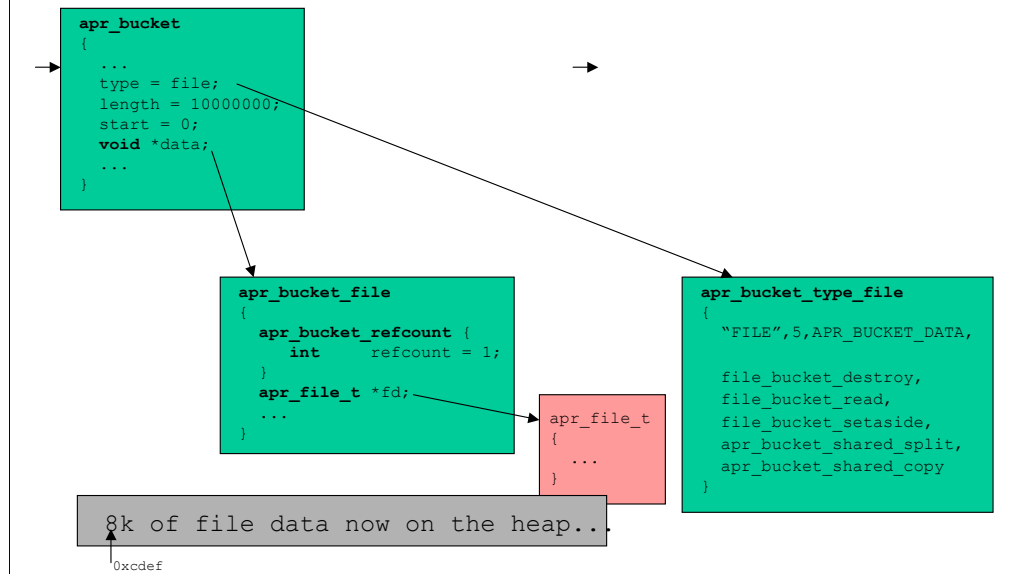 apr_bucket
{
...
type = file;
length = 10000000;
start = 0;
void *data;
...
}
apr_bucket_file
{
apr_bucket_refcount {
int refcount = 1;
}
apr_file_t *fd;
...
}
apr_bucket_type_file
{
“FILE”,5,APR_BUCKET_DATA,
file_bucket_destroy,
file_bucket_read,
file_bucket_setaside,
apr_bucket_shared_split,
apr_bucket_shared_copy
}
apr_file_t
{
...
}
8k of file data now on the heap...
0xcdef